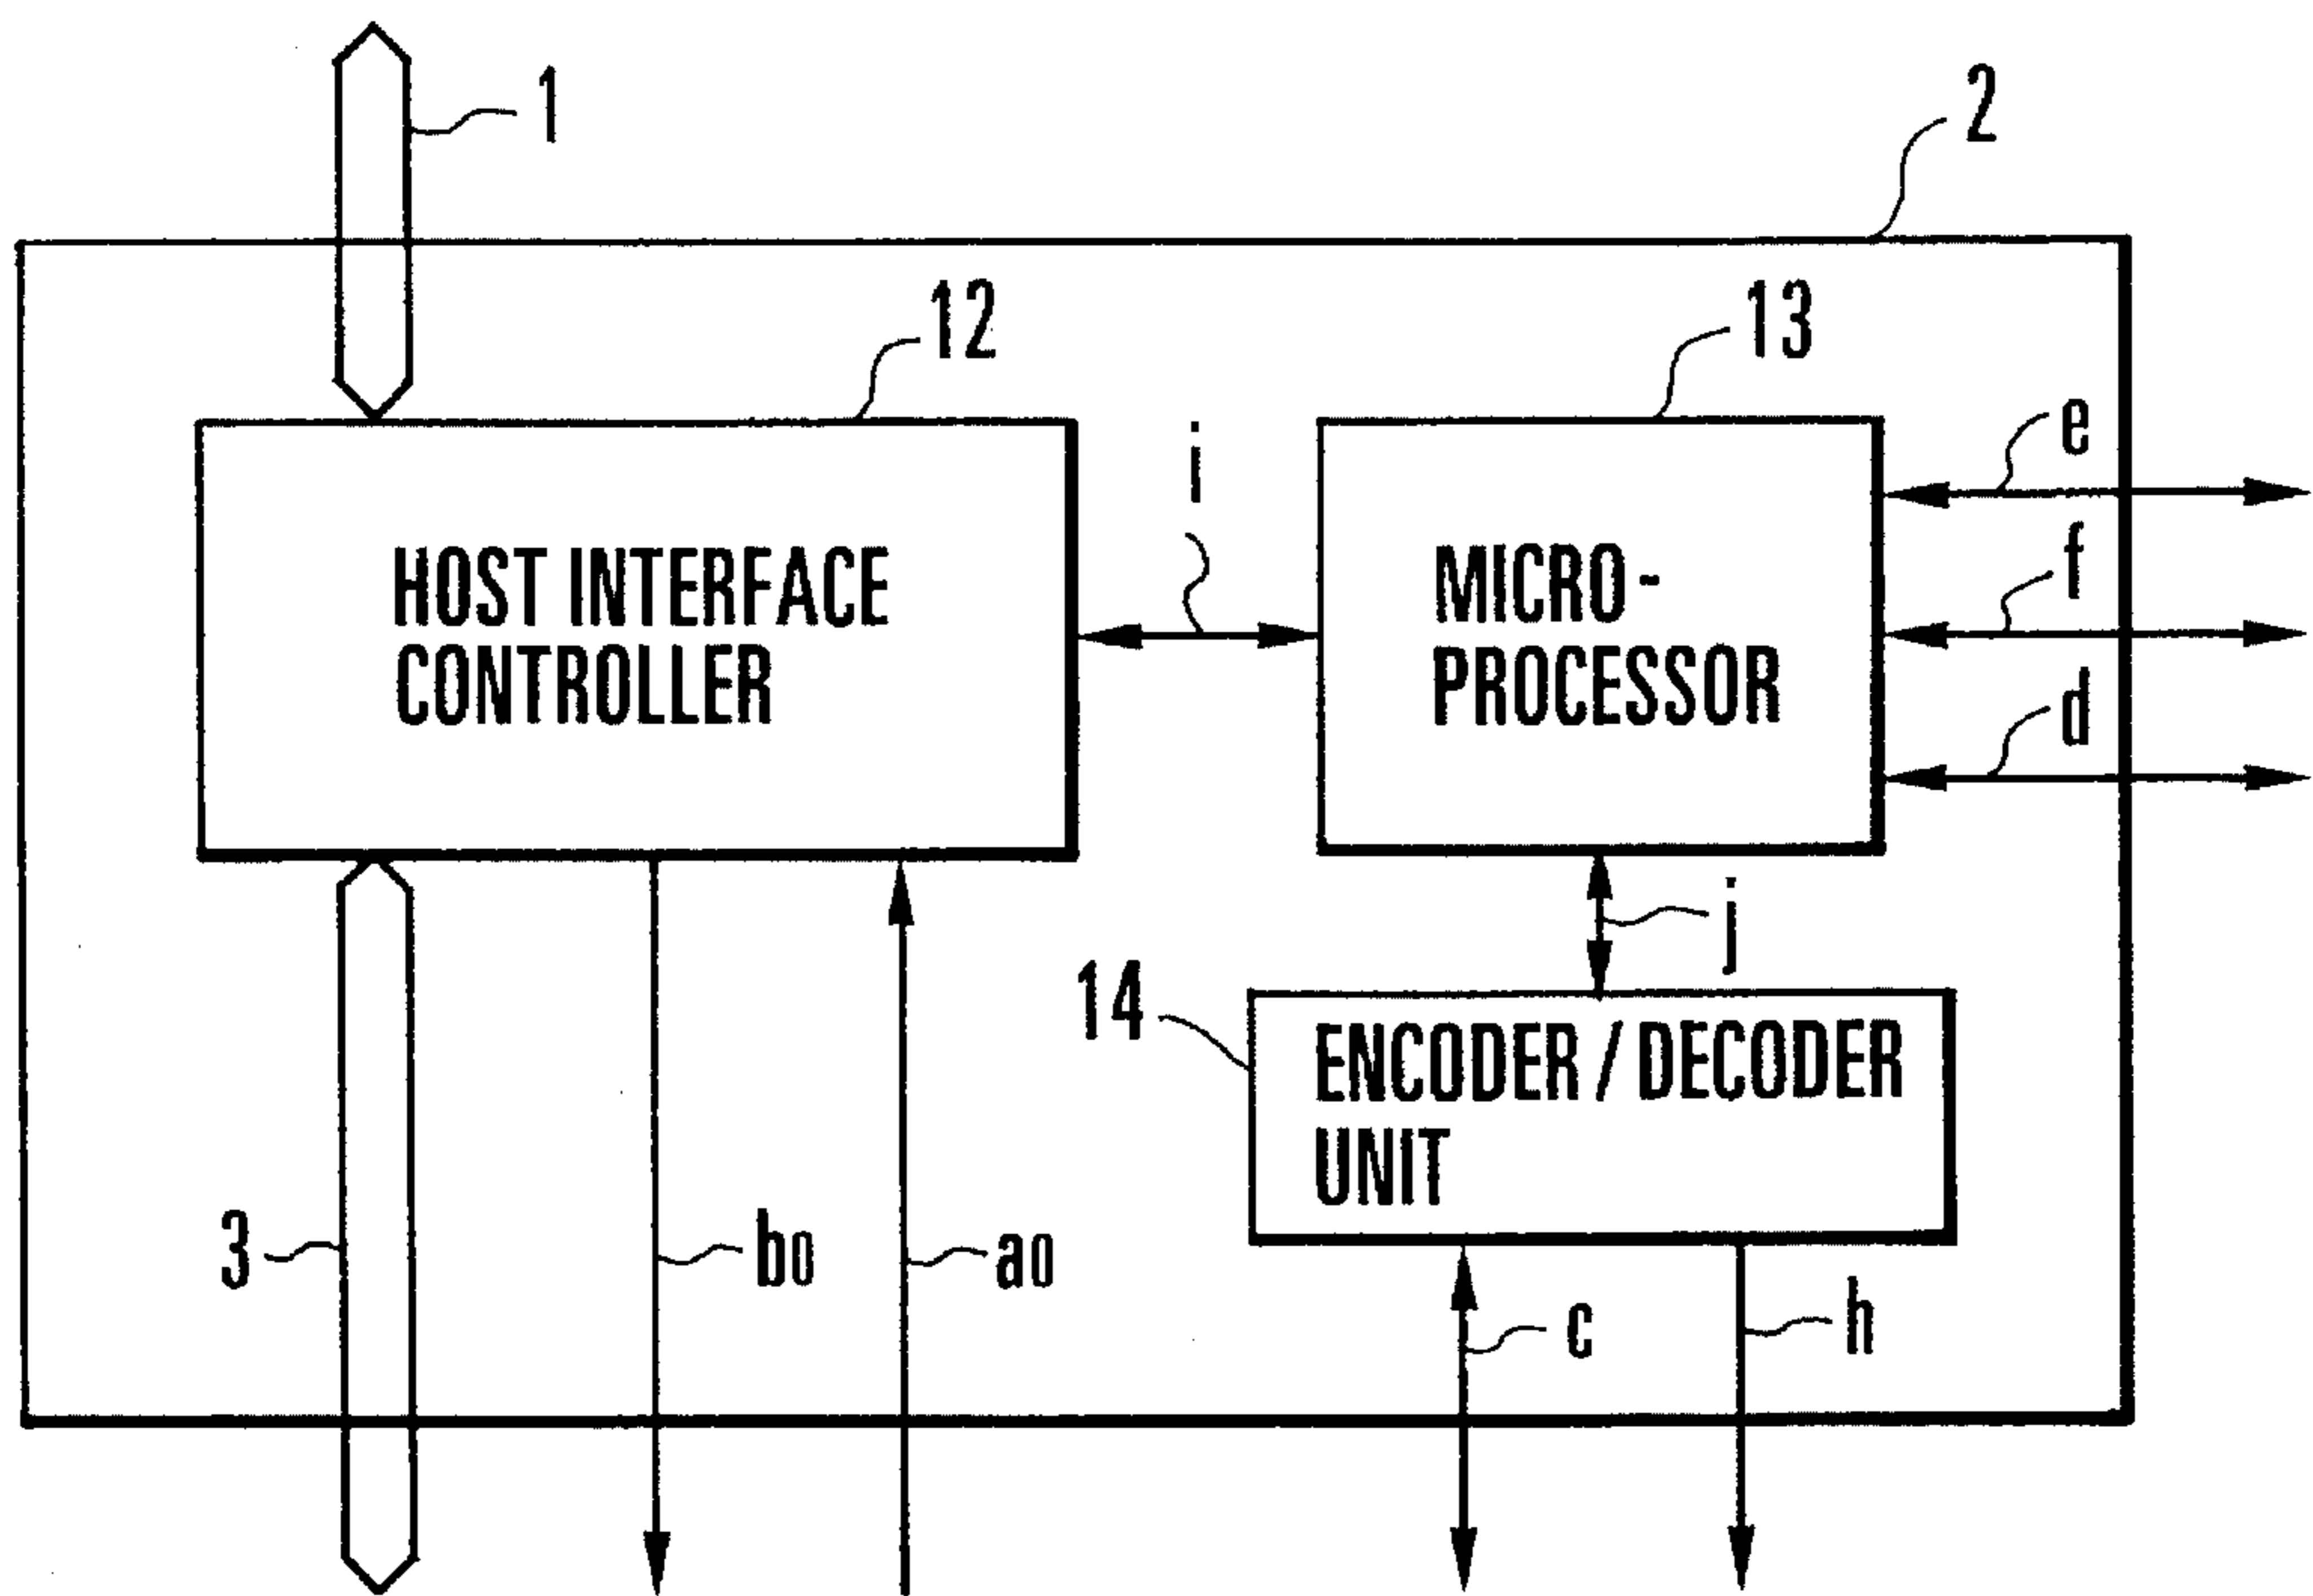 1
2
12
13
e
i
f
HOST INTERFACE
CONTROLLER
MICRO-
PROCESSOR
d
j
14
ENCODER / DECODER
UNIT
3
bo
ao
c
h